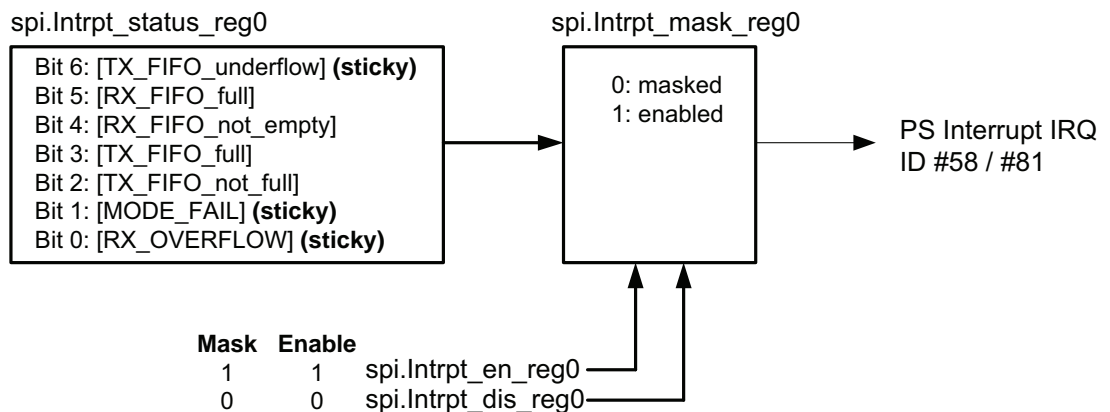 spi.Intrpt_status_reg0
Bit 6: [TX_FIFO_underflow] (sticky)
Bit 5: [RX_FIFO_full]
Bit 4: [RX_FIFO_not_empty]
Bit 3: [TX_FIFO_full]
Bit 2: [TX_FIFO_not_full]
Bit 1: [MODE_FAIL] (sticky)
Bit 0: [RX_OVERFLOW] (sticky)
spi.Intrpt_mask_reg0
0: masked
1: enabled
PS Interrupt IRQ
ID #58 / #81
Mask Enable
1 1 spi.Intrpt_en_reg0
0 0 spi.Intrpt_dis_reg0